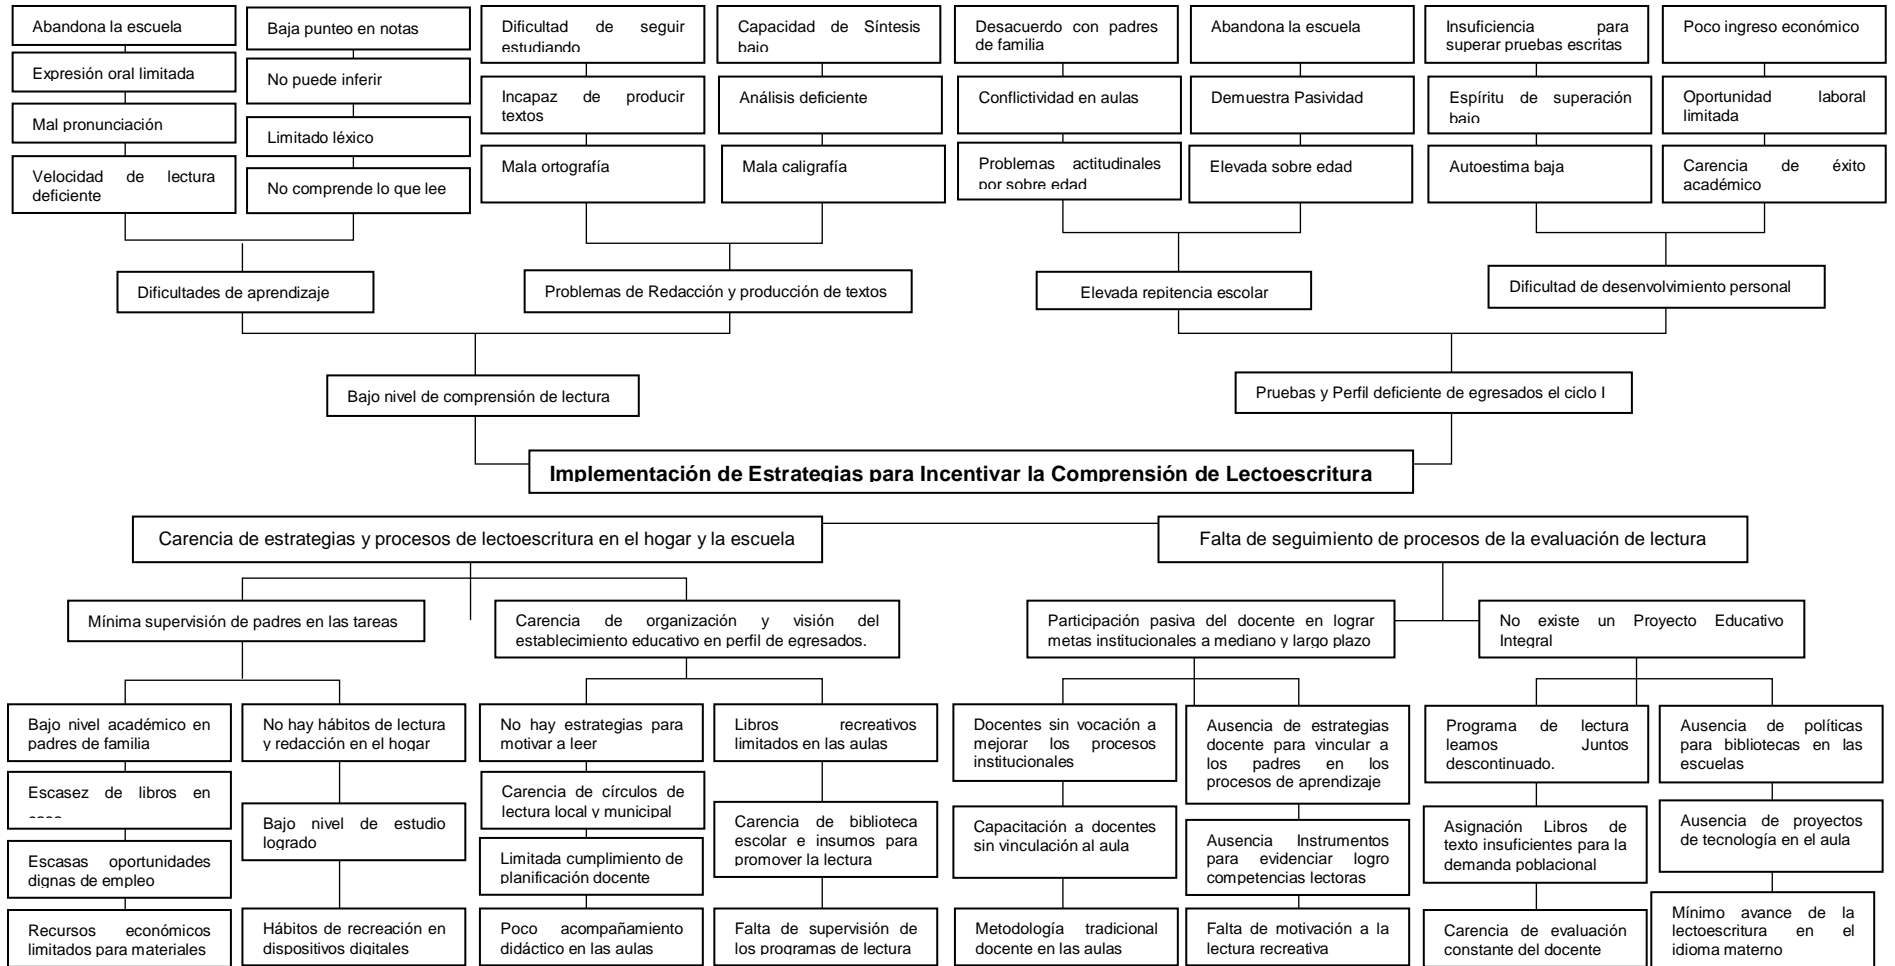 Abandona la escuela
Expresión oral limitada
Mal pronunciación
Velocidad de lectura
deficiente
Baja punteo en notas
No puede inferir
Limitado léxico
No comprende lo que lee
Dificultad de seguir
estudiando
Incapaz de producir
textos
Mala ortografía
Capacidad de Síntesis
bajo
Análisis deficiente
Mala caligrafía
Desacuerdo con padres
de familia
Conflictividad en aulas
Problemas actitudinales
por sobre edad
Abandona la escuela
Demuestra Pasividad
Elevada sobre edad
Insuficiencia para
superar pruebas escritas
Espíritu de superación
bajo
Autoestima baja
Poco ingreso económico
Oportunidad laboral
limitada
Carencia de éxito
académico
Dificultades de aprendizaje
Problemas de Redacción y producción de textos
Elevada repitencia escolar
Dificultad de desenvolvimiento personal
Bajo nivel de comprensión de lectura
Pruebas y Perfil deficiente de egresados el ciclo I
Implementación de Estrategias para Incentivar la Comprensión de Lectoescritura
Carencia de estrategias y procesos de lectoescritura en el hogar y la escuela
Falta de seguimiento de procesos de la evaluación de lectura
Mínima supervisión de padres en las tareas
Carencia de organización y visión del
establecimiento educativo en perfil de egresados.
Participación pasiva del docente en lograr
metas institucionales a mediano y largo plazo
No existe un Proyecto Educativo
Integral
Bajo nivel académico en
padres de familia
Escasez de libros en
Escasas oportunidades
dignas de empleo
Recursos económicos
limitados para materiales
No hay hábitos de lectura
y redacción en el hogar
Bajo nivel de estudio
logrado
Hábitos de recreación en
dispositivos digitales
No hay estrategias para
motivar a leer
Carencia de círculos de
lectura local y municipal
Limitada cumplimiento de
planificación docente
Poco acompañamiento
didáctico en las aulas
Libros recreativos
limitados en las aulas
Carencia de biblioteca
escolar e insumos para
promover la lectura
Falta de supervisión de
los programas de lectura
Docentes sin vocación a
mejorar los procesos
institucionales
Capacitación a docentes
sin vinculación al aula
Metodología tradicional
docente en las aulas
Ausencia de estrategias
docente para vincular a
los padres en los
procesos de aprendizaje
Ausencia Instrumentos
para evidenciar logro
competencias lectoras
Falta de motivación a la
lectura recreativa
Programa de lectura
leamos Juntos
descontinuado.
Asignación Libros de
texto insuficientes para la
demanda poblacional
Carencia de evaluación
constante del docente
Ausencia de políticas
para bibliotecas en las
escuelas
Ausencia de proyectos
de tecnología en el aula
Mínimo avance de la
lectoescritura en el
idioma materno